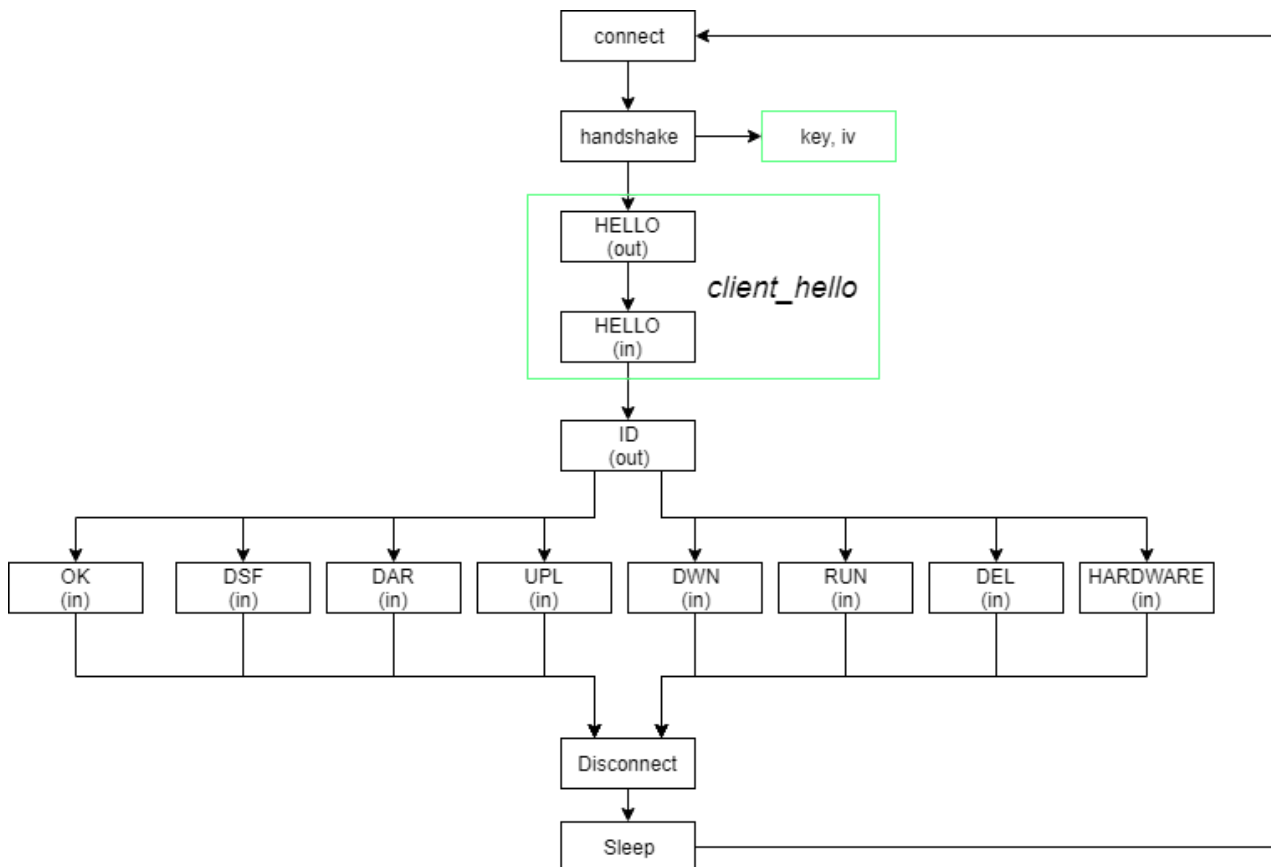 connect
handshake
key, iv
HELLO
(out)
client_hello
HELLO
(in)
ID
(out)
OK
(in)
DSF
(in)
DAR
(in)
UPL
(in)
DWN
(in)
RUN
(in)
DEL
(in)
HARDWARE
(in)
Disconnect
Sleep